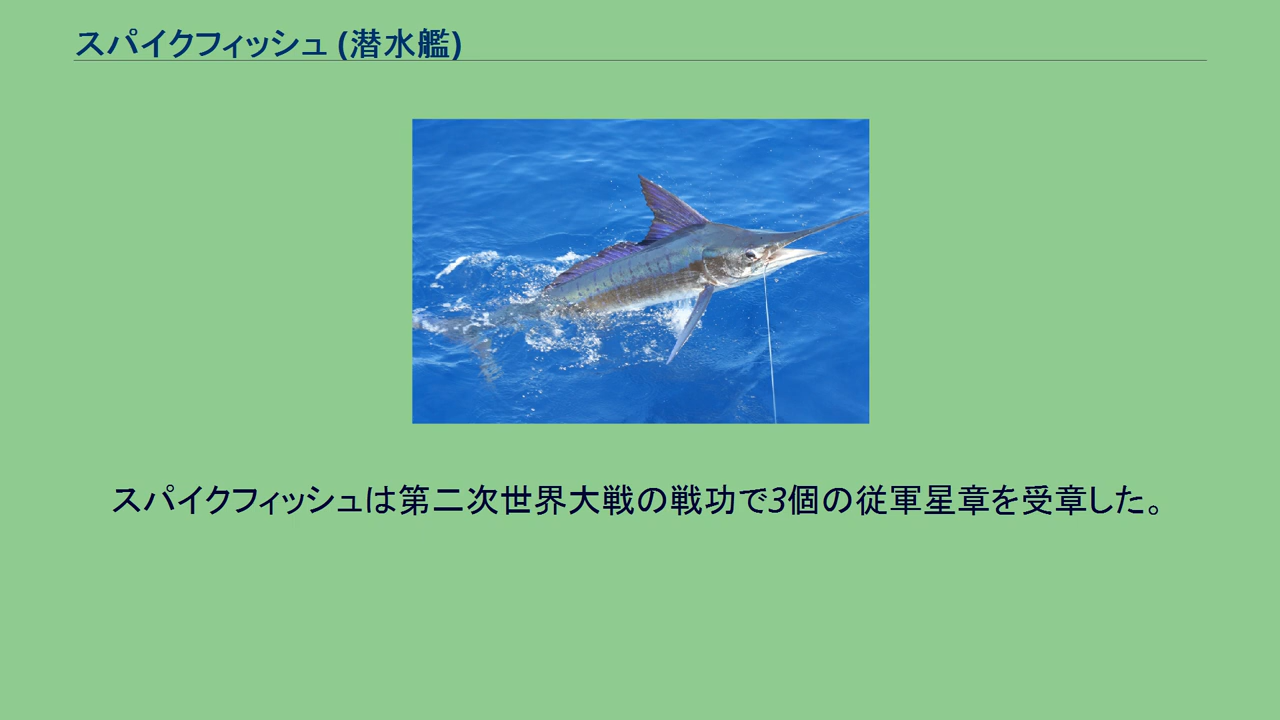 スパイクフィッシュ (潜水艦)
スパイクフィッシュは第二次世界大戦の戦功で3個の従軍星章を受章した。